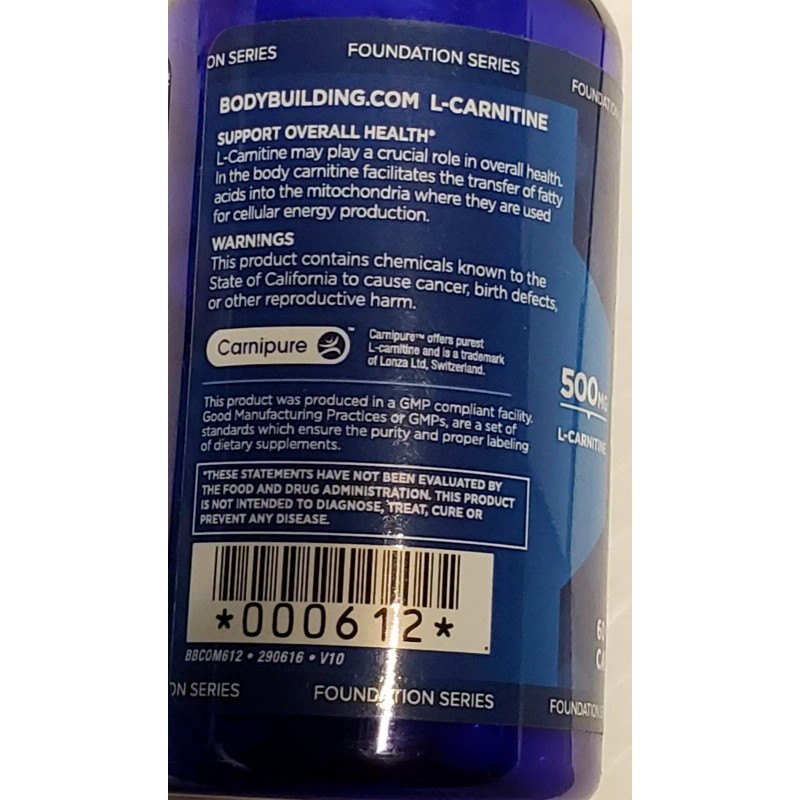 ON SERIES
FOUNDATION SERIES
FOUNDATION
BODYBUILDING.COM L-CARNITINE
SUPPORT OVERALL HEALTH*
L-Carnitine may play a crucial role in overall health.
In the body carnitine facilitates the transfer of fatty
acids into the mitochondria where they are used
for cellular energy production.
WARNINGS
This product contains chemicals known to the
State of California to cause cancer, birth defects,
or other reproductive harm.
Carnipure™
Carnipure™ offers purest
L-carnitine and is a trademark
of Lonza Ltd, Switzerland.
500MG
L-CARNITINE
This product was produced in a GMP compliant facility.
Good Manufacturing Practices or GMPs, are a set of
standards which ensure the purity and proper labeling
of dietary supplements.
*THESE STATEMENTS HAVE NOT BEEN EVALUATED BY
THE FOOD AND DRUG ADMINISTRATION. THIS PRODUCT
IS NOT INTENDED TO DIAGNOSE, TREAT, CURE OR
PREVENT ANY DISEASE.
*000612*
BBCOM612 • 290616 • V10
60
CA
ON SERIES
FOUNDATION SERIES
FOUNDATION S